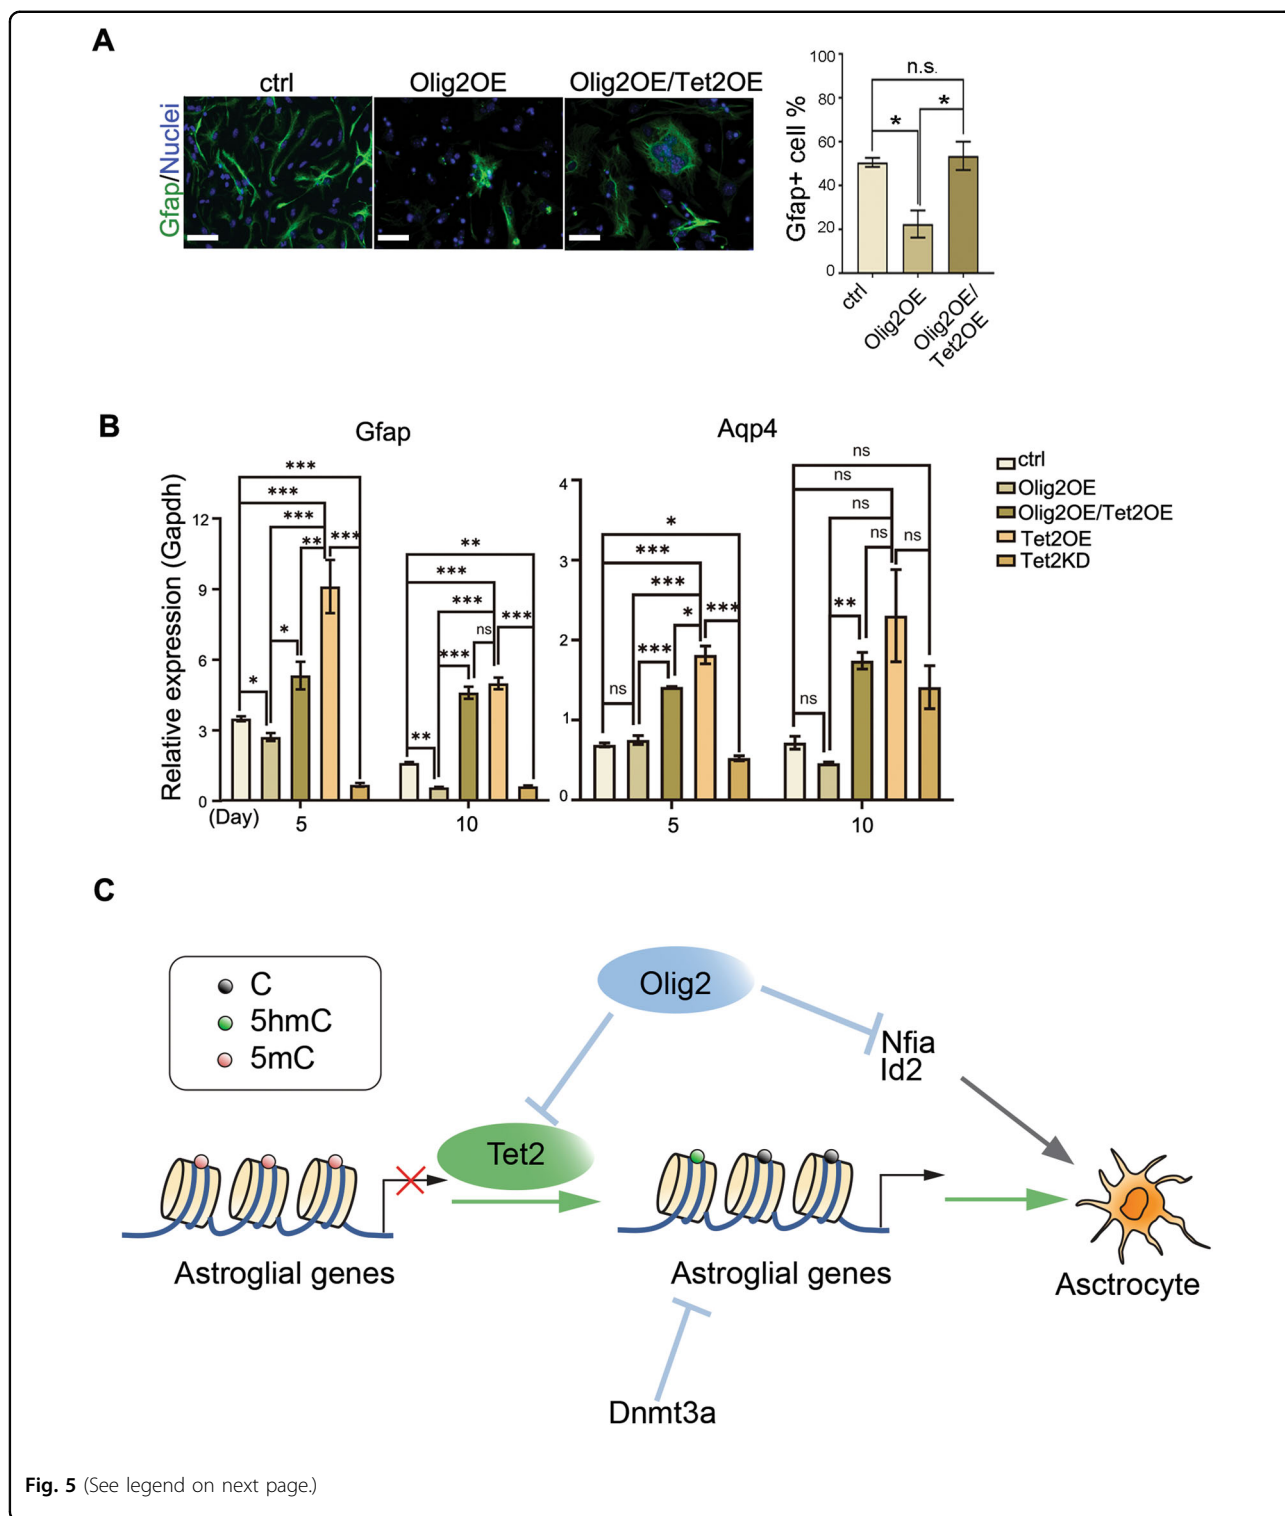 A
ctrl
Olig2OE
Olig2OE/Tet2OE
Gfap/Nuclei
Gfap+ cell %
100
80
60
40
20
0
n.s.
*
*
ctrl
Olig2OE
Olig2OE/
Tet2OE
B
Gfap
Relative expression (Gapdh)
12
9
6
3
0
***
***
***
**
***
*
*
**
***
***
ns
***
***
**
(Day)
5
10
Aqp4
4
3
2
1
0
*
***
***
*
***
***
ns
ns
ns
ns
ns
ns
**
ns
5
10
ctrl
Olig2OE
Olig2OE/Tet2OE
Tet2OE
Tet2KD
C
C
5hmC
5mC
Olig2
Nfia
Id2
Tet2
Astroglial genes
Astroglial genes
Asctrocyte
Dnmt3a
Fig. 5 (See legend on next page.)